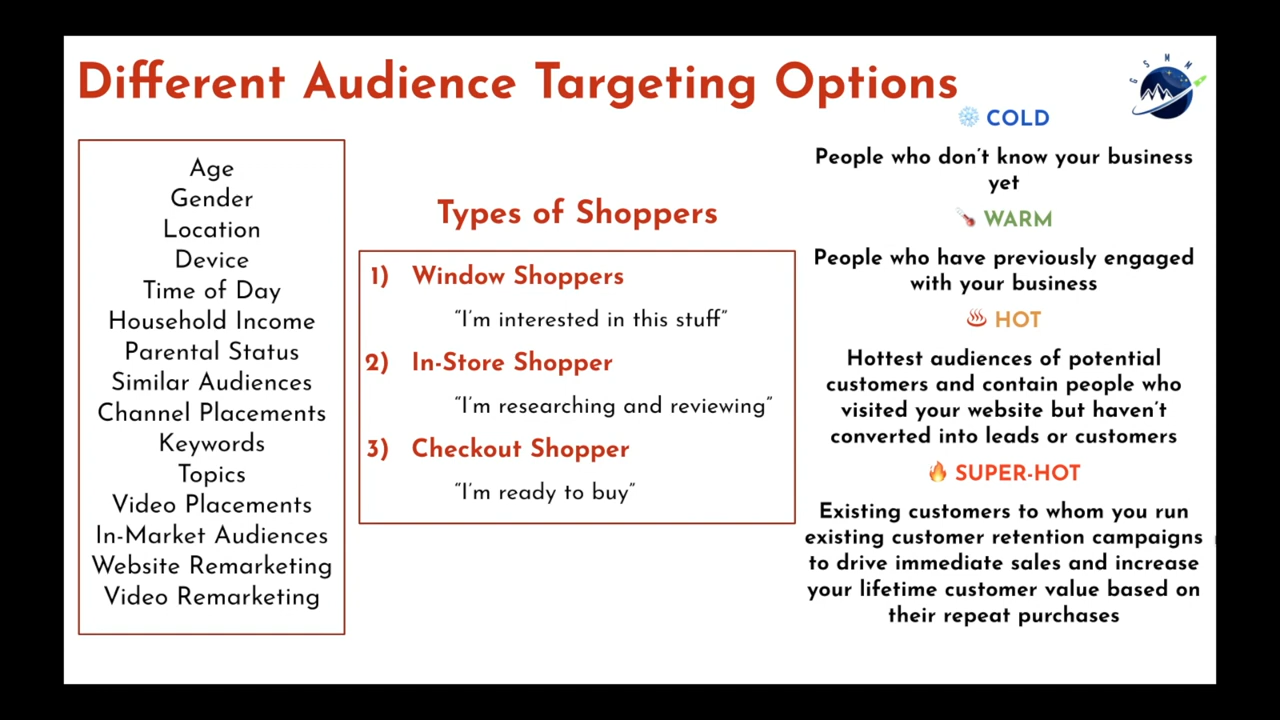 Different Audience Targeting Options
GSMM
Age
Gender
Location
Device
Time of Day
Household Income
Parental Status
Similar Audiences
Channel Placements
Keywords
Topics
Video Placements
In-Market Audiences
Website Remarketing
Video Remarketing
Types of Shoppers
1) Window Shoppers
“I’m interested in this stuff”
2) In-Store Shopper
“I’m researching and reviewing”
3) Checkout Shopper
“I’m ready to buy”
COLD
People who don’t know your business
yet
WARM
People who have previously engaged
with your business
HOT
Hottest audiences of potential
customers and contain people who
visited your website but haven’t
converted into leads or customers
SUPER-HOT
Existing customers to whom you run
existing customer retention campaigns
to drive immediate sales and increase
your lifetime customer value based on
their repeat purchases